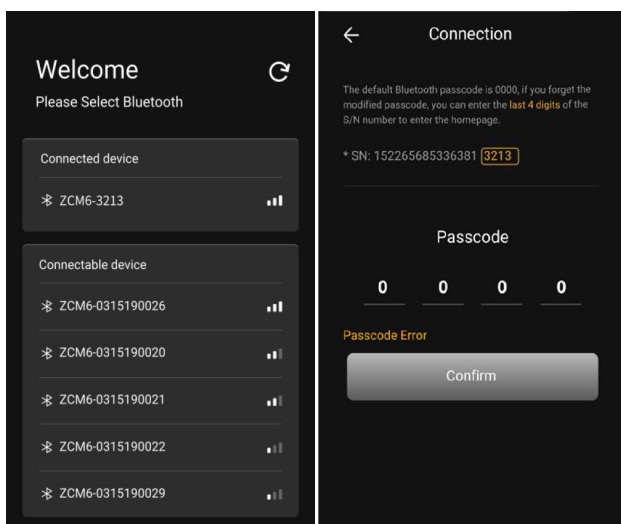 Welcome
Please Select Bluetooth
Connected device
ZCM6-3213
Connectable device
ZCM6-0315190026
ZCM6-0315190020
ZCM6-0315190021
ZCM6-0315190022
ZCM6-0315190029
Connection
The default Bluetooth passcode is 0000, if you forget the
modified passcode, you can enter the last 4 digits of the
S/N number to enter the homepage.
* SN: 152265685336381 3213
Passcode
0 0 0 0
Passcode Error
Confirm